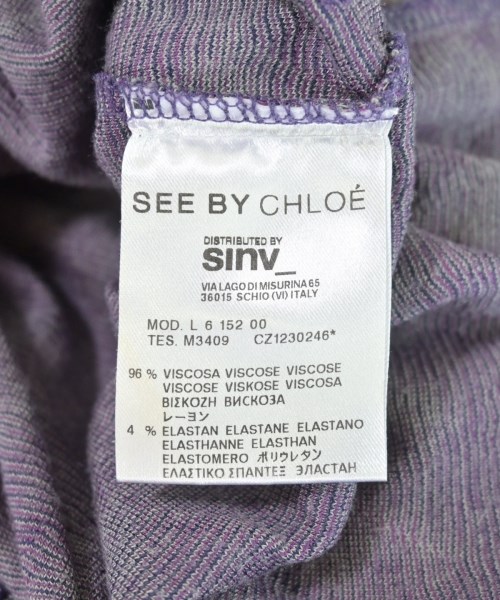 SEE BY CHLOÉ
DISTRIBUTED BY
sinv_
VIA LAGO DI MISURINA 65
36015 SCHIO (VI) ITALY
MOD. L 6 152 00
TES. M3409 CZ1230246*
96 % VISCOSA VISCOSE VISCOSE
VISCOSE VISKOSE VISCOSA
ΒΙΣΚΟΖΗ ВИСКОЗА
レーヨン
4 % ELASTAN ELASTANE ELASTANO
ELASTHANNE ELASTHAN
ELASTOMERO ポリウレタン
ΕΛΑΣΤΙΚΟ ΣΠΑΝΤΕΞ ЭЛАСТАН